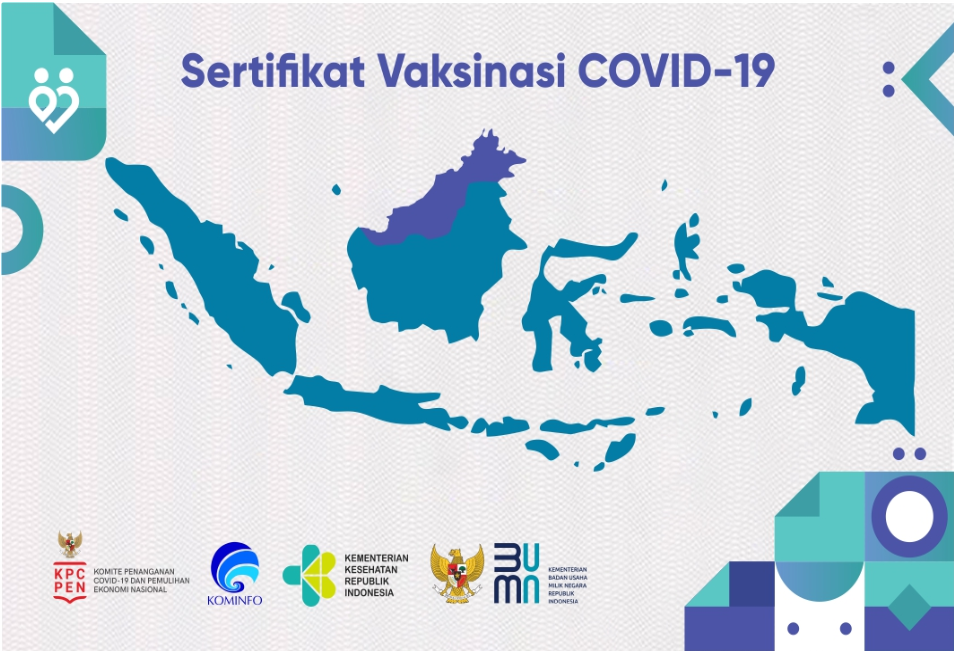 Sertifikat Vaksinasi COVID-19
KPC
PEN
KOMITE PENANGANAN
COVID-19 DAN PEMULIHAN
EKONOMI NASIONAL
KOMINFO
KEMENTERIAN
KESEHATAN
REPUBLIK
INDONESIA
BUMN
KEMENTERIAN
BADAN USAHA
MILIK NEGARA
REPUBLIK
INDONESIA